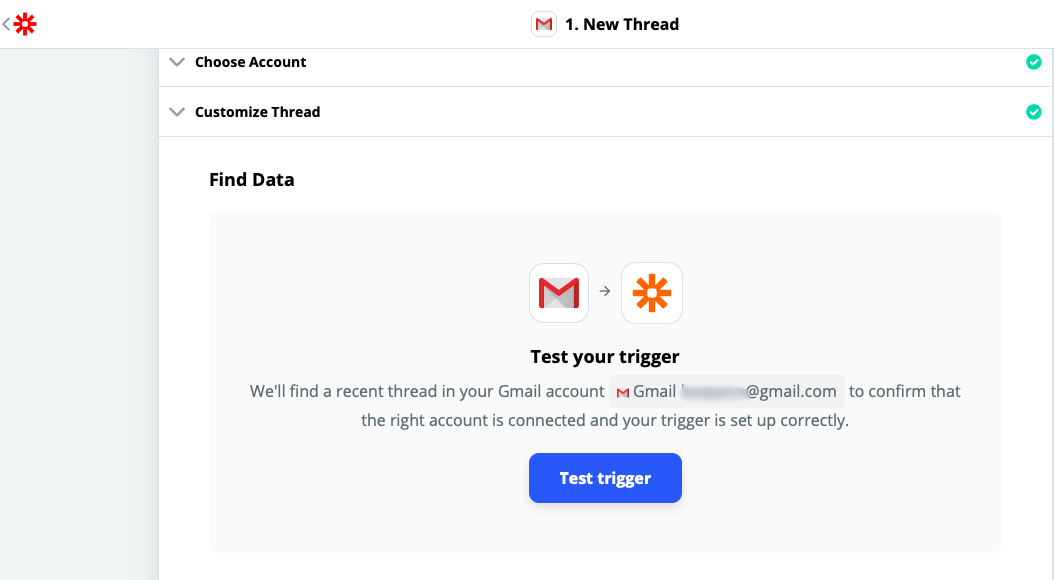 1. New Thread
Choose Account
Customize Thread
Find Data
Test your trigger
We'll find a recent thread in your Gmail account Gmail @gmail.com to confirm that
the right account is connected and your trigger is set up correctly.
Test trigger